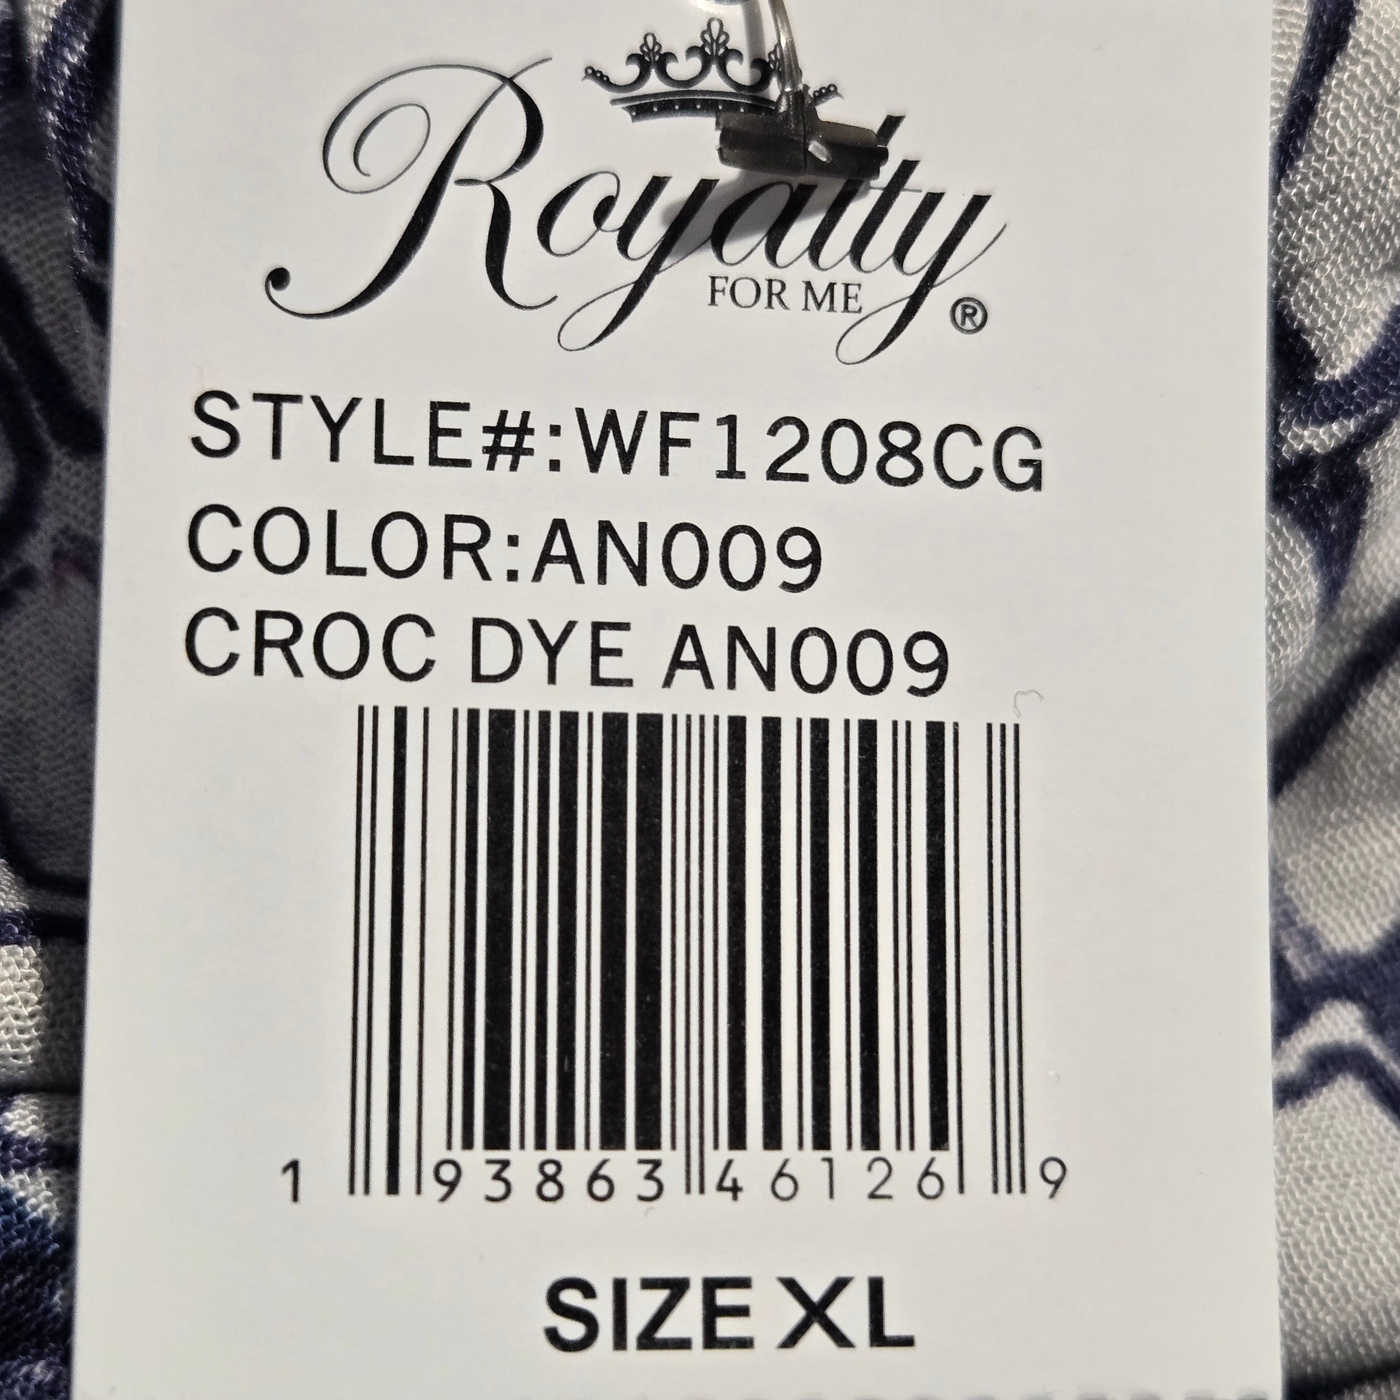 Royalty
FOR ME ®
STYLE#:WF1208CG
COLOR:AN009
CROC DYE AN009
1 93863 46126 9
SIZE XL